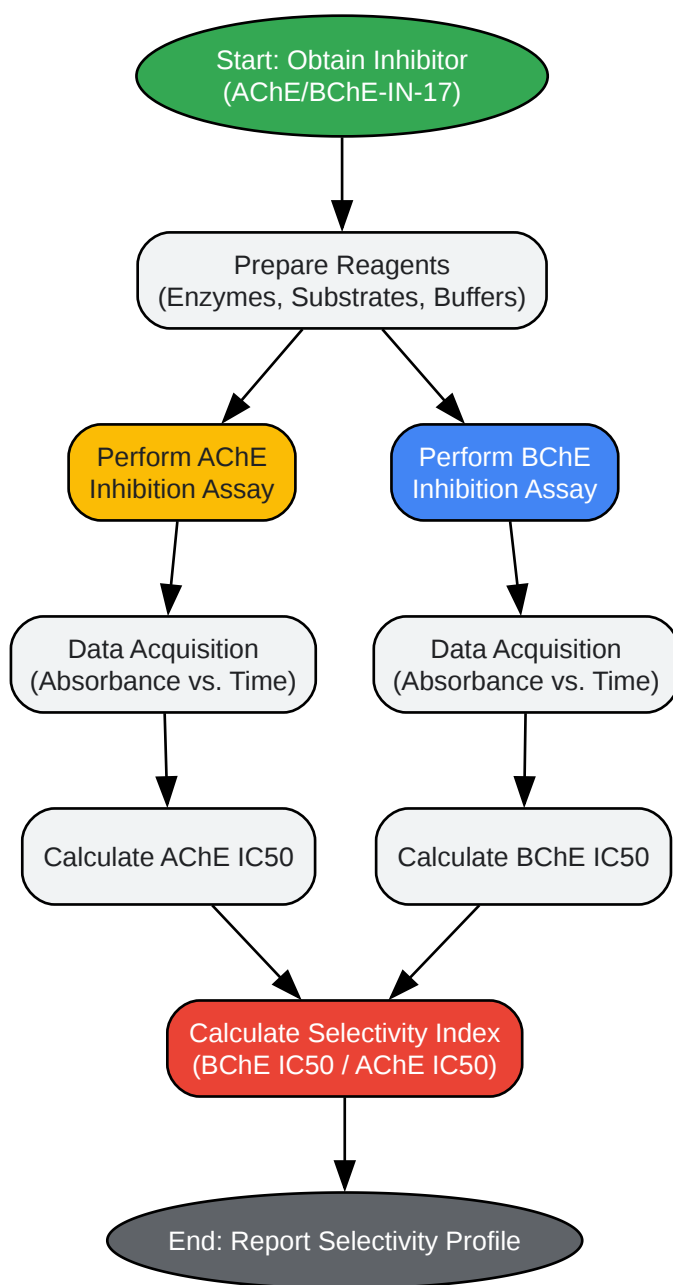 Start: Obtain Inhibitor
(AChE/BChE-IN-17)
Prepare Reagents
(Enzymes, Substrates, Buffers)
Perform AChE
Inhibition Assay
Perform BChE
Inhibition Assay
Data Acquisition
(Absorbance vs. Time)
Data Acquisition
(Absorbance vs. Time)
Calculate AChE IC50
Calculate BChE IC50
Calculate Selectivity Index
(BChE IC50 / AChE IC50)
End: Report Selectivity Profile